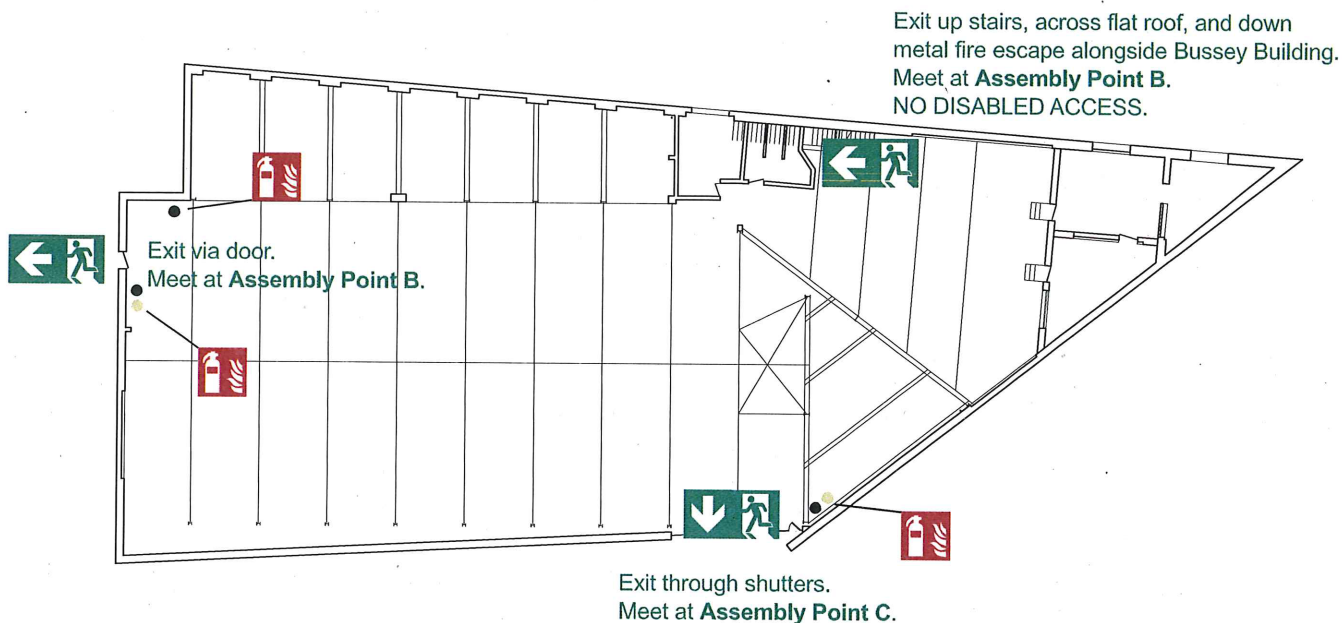 Exit up stairs, across flat roof, and down
metal fire escape alongside Bussey Building.
Meet at Assembly Point B.
NO DISABLED ACCESS.
Exit via door.
Meet at Assembly Point B.
Exit through shutters.
Meet at Assembly Point C.